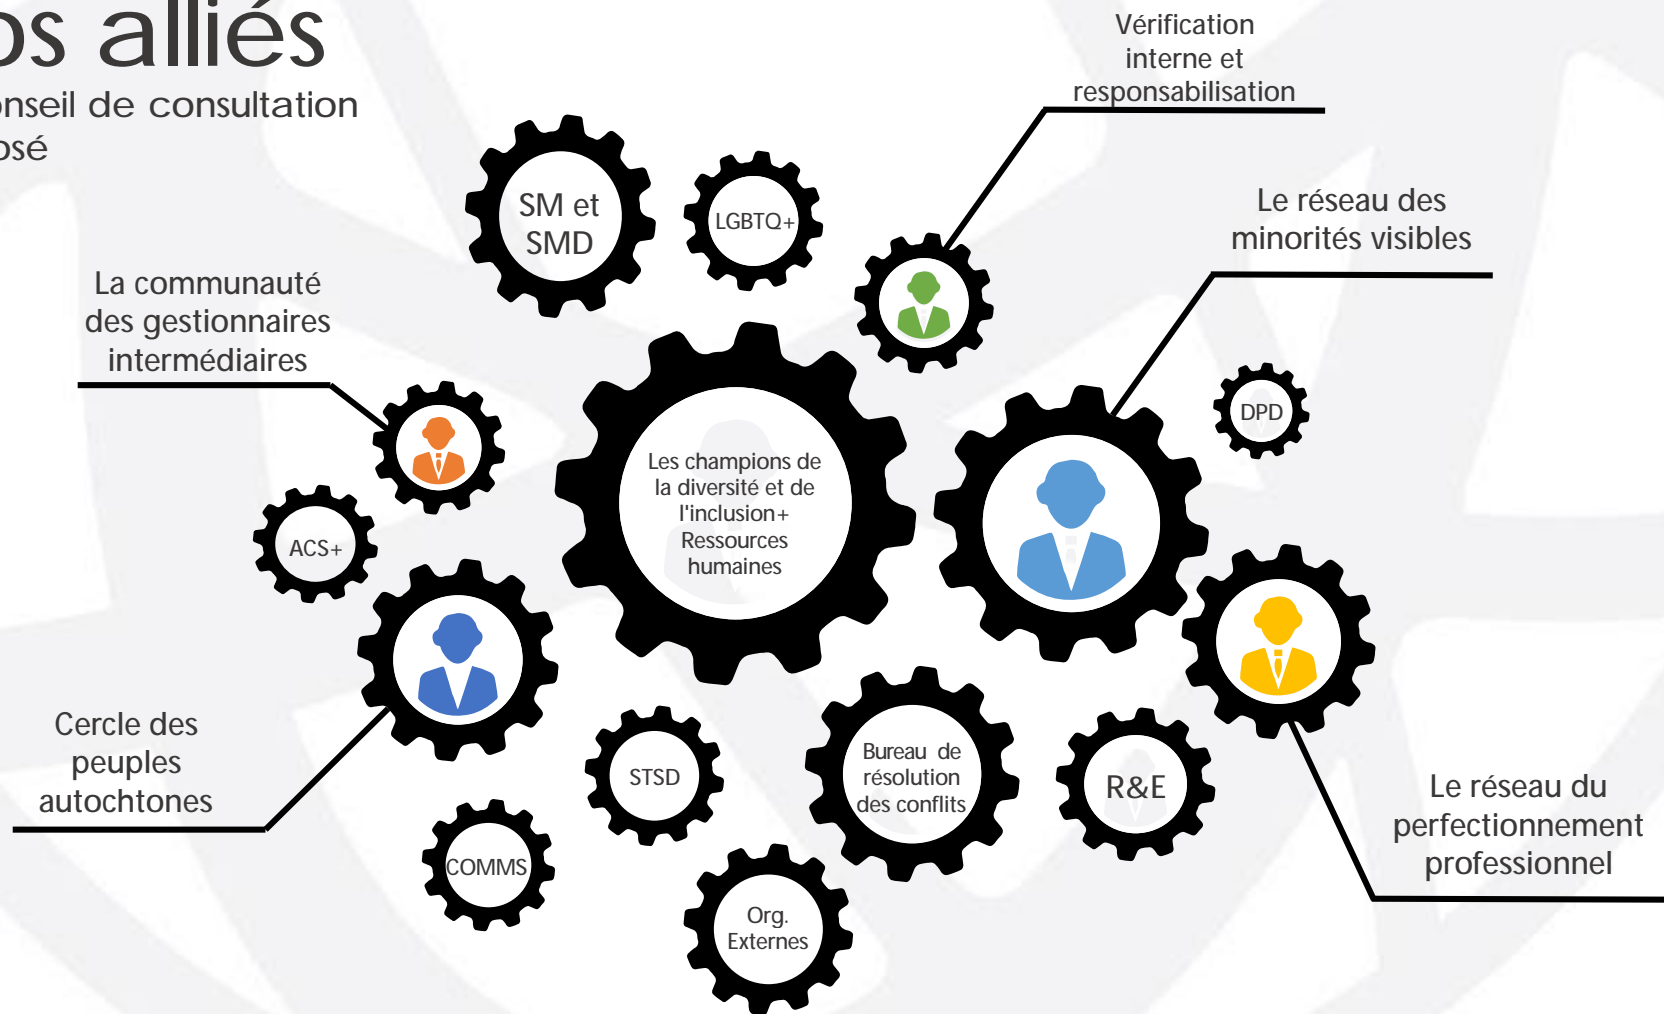 os alliés
onseil de consultation
osé
Vérification
interne et
responsabilisation
SM et
SMD
LGBTQ+
Le réseau des
minorités visibles
La communauté
des gestionnaires
intermédiaires
DPD
Les champions de
la diversité et de
l'inclusion+
Ressources
humaines
ACS+
Cercle des
peuples
autochtones
STSD
Bureau de
résolution
des conflits
R&E
Le réseau du
perfectionnement
professionnel
COMMS
Org.
Externes